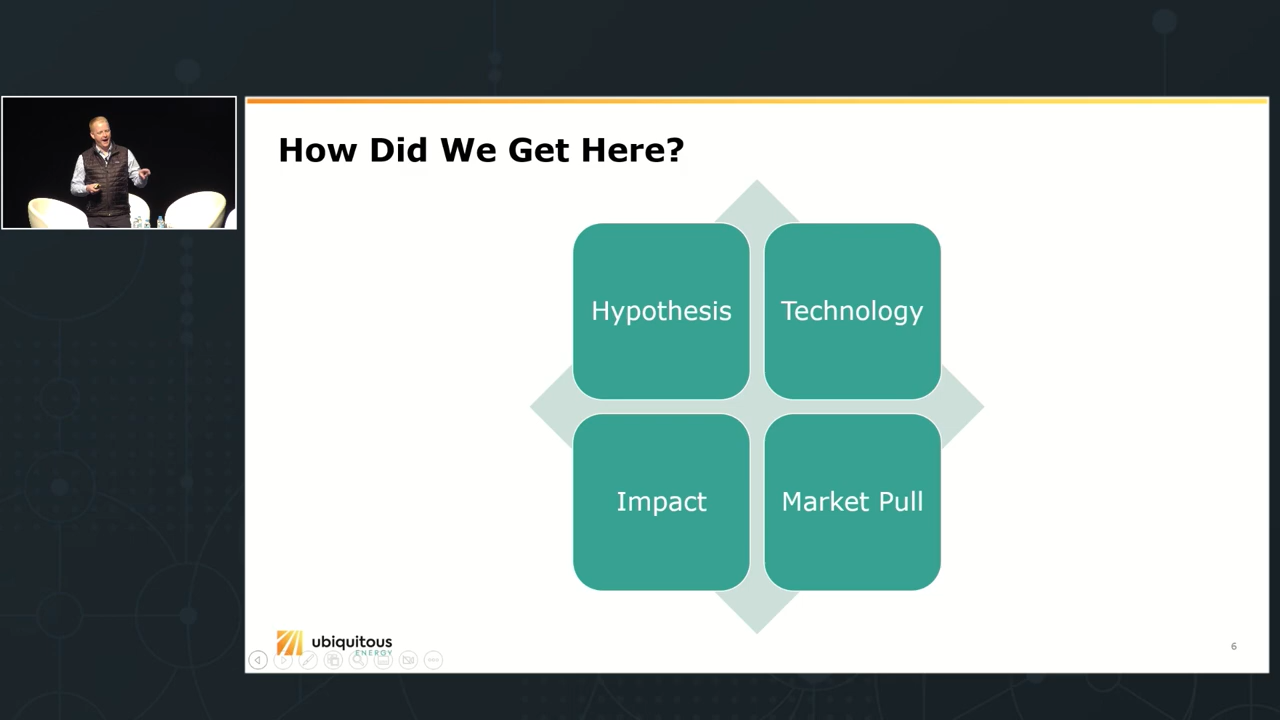 How Did We Get Here?
Hypothesis
Technology
Impact
Market Pull
ubiquitous
ENERGY
6